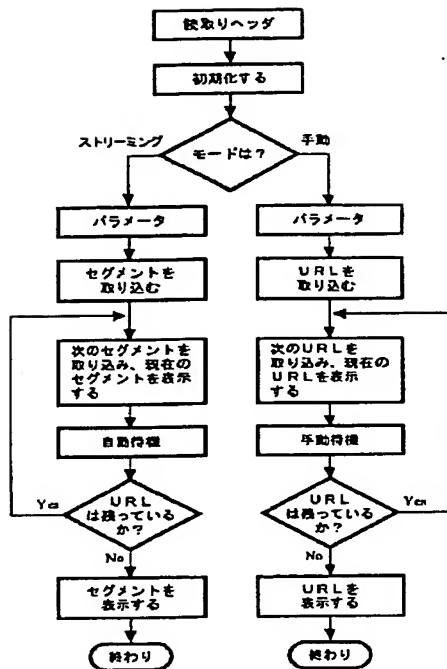 読取りヘッダ
初期化する
ストリーミング
モードは？
手動
パラメータ
セグメントを
取り込む
次のセグメントを
取り込み、現在の
セグメントを表示
する
自動待機
Yes
URL
は残っている
か？
No
セグメントを
表示する
終わり
パラメータ
URLを
取り込む
次のURLを
取り込み、現在の
URLを表示
する
手動待機
URL
は残っている
か？
Yes
No
URLを
表示する
終わり